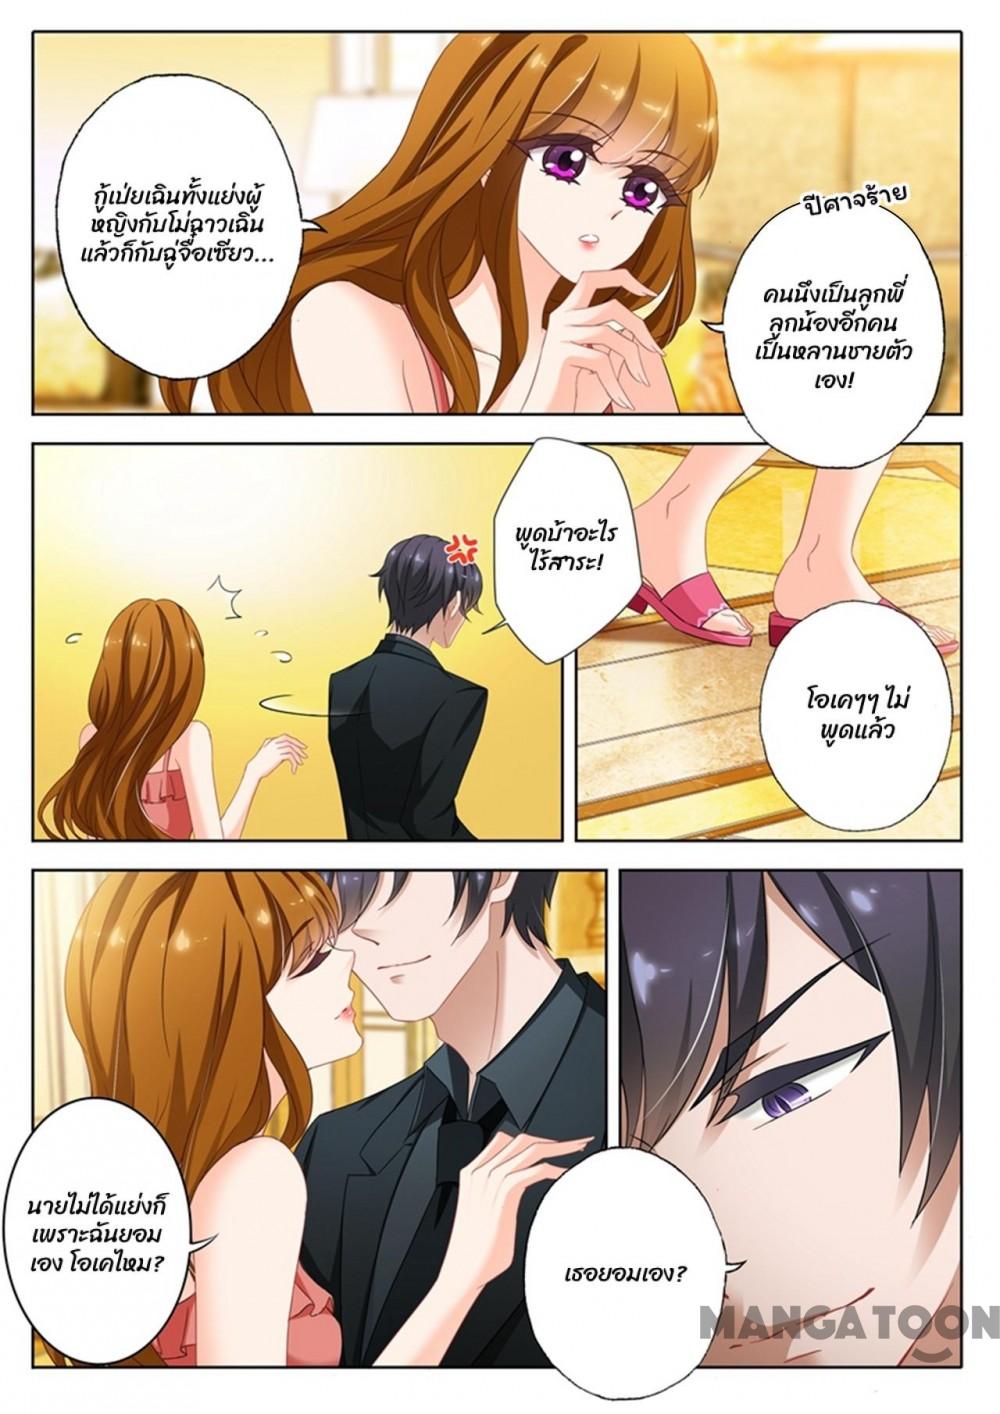 กู้เป่ยเฉินทั้งแย่งผู้
หญิงกับโม่ฉาวเฉิน
แล้วก็กับฉู่จื่อเซียว...
ปีศาจร้าย
คนนึงเป็นลูกพี่
ลูกน้องอีกคน
เป็นหลานชายตัว
เอง!
พูดบ้าอะไร
ไร้สาระ!
โอเคๆๆ ไม่
พูดแล้ว
นายไม่ได้แย่งก็
เพราะฉันยอม
เอง โอเคไหม?
เธอยอมเอง?
MANGATOON